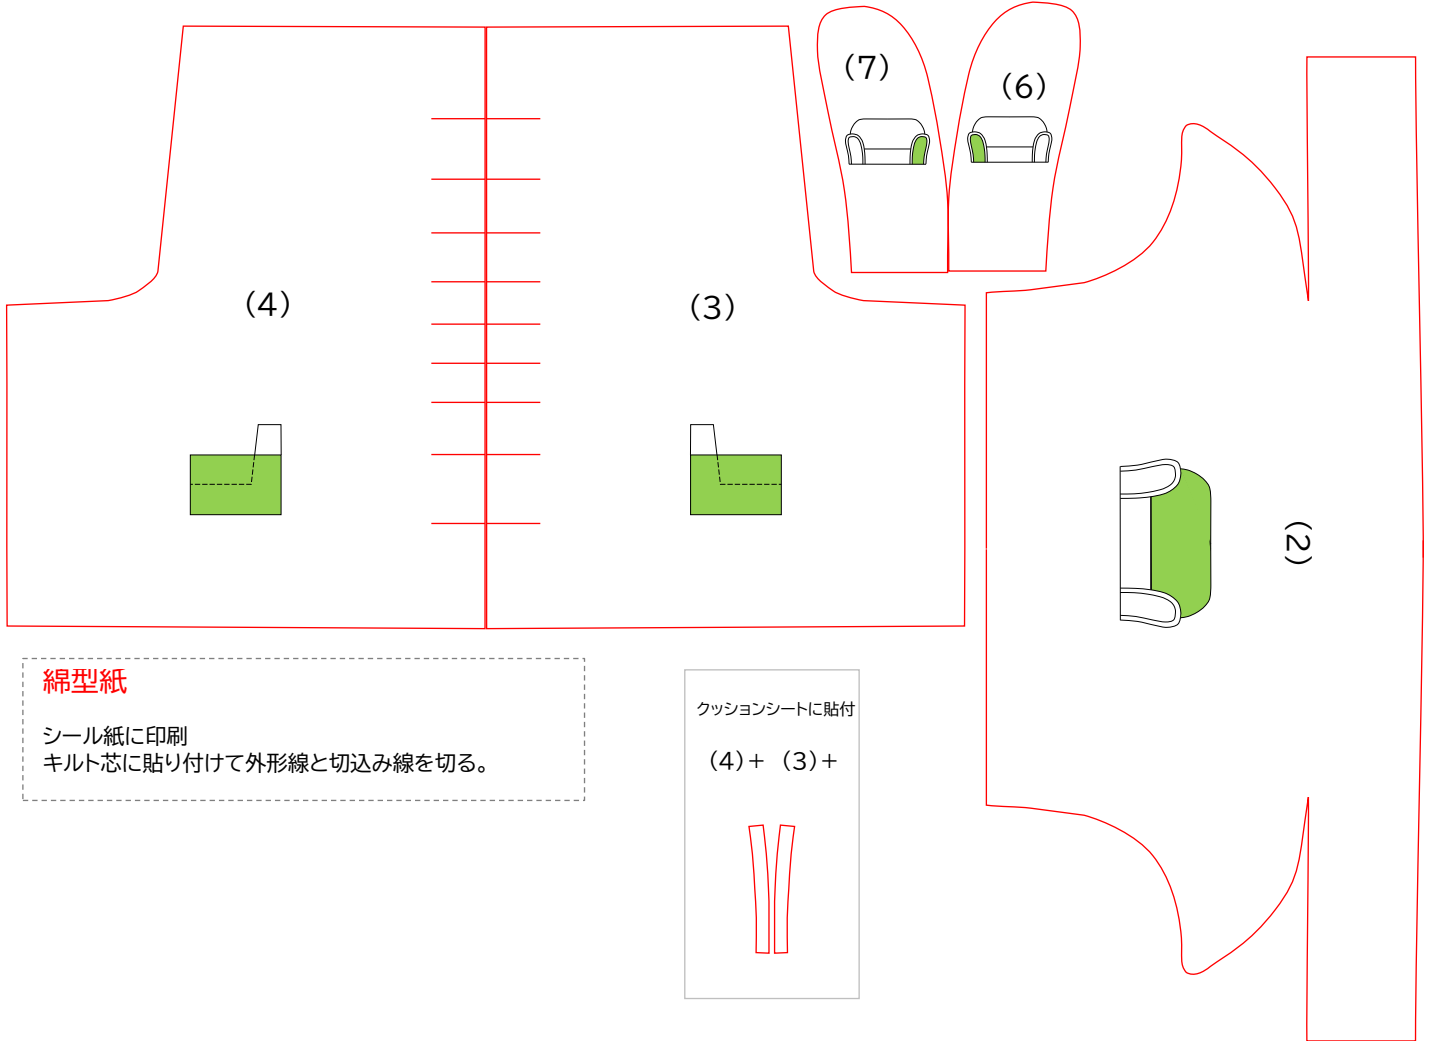 (7)
(6)
(4)
(3)
(2)
綿型紙
シール紙に印刷
キルト芯に貼り付けて外形線と切込み線を切る。
クッションシートに貼付
(4)+ (3)+